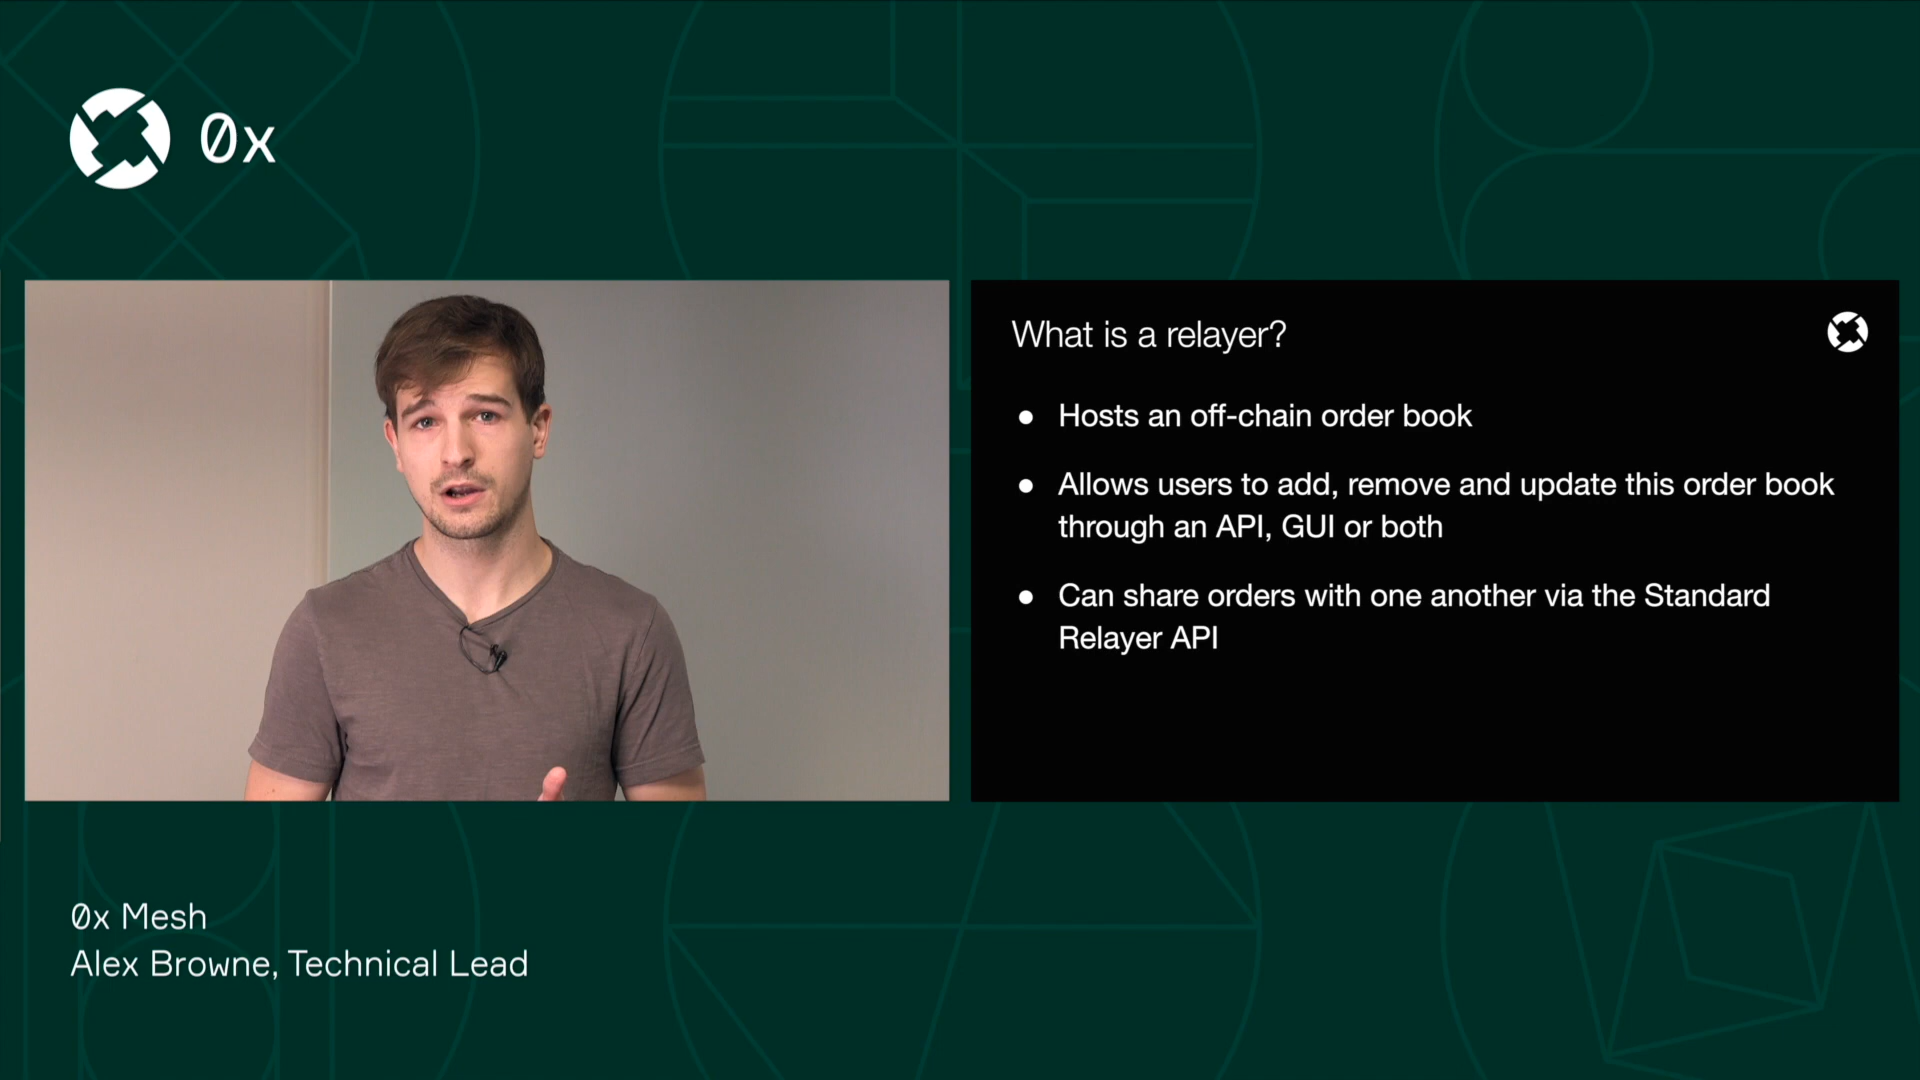 0x
What is a relayer?
● Hosts an off-chain order book
● Allows users to add, remove and update this order book
through an API, GUI or both
● Can share orders with one another via the Standard
Relayer API
0x Mesh
Alex Browne, Technical Lead